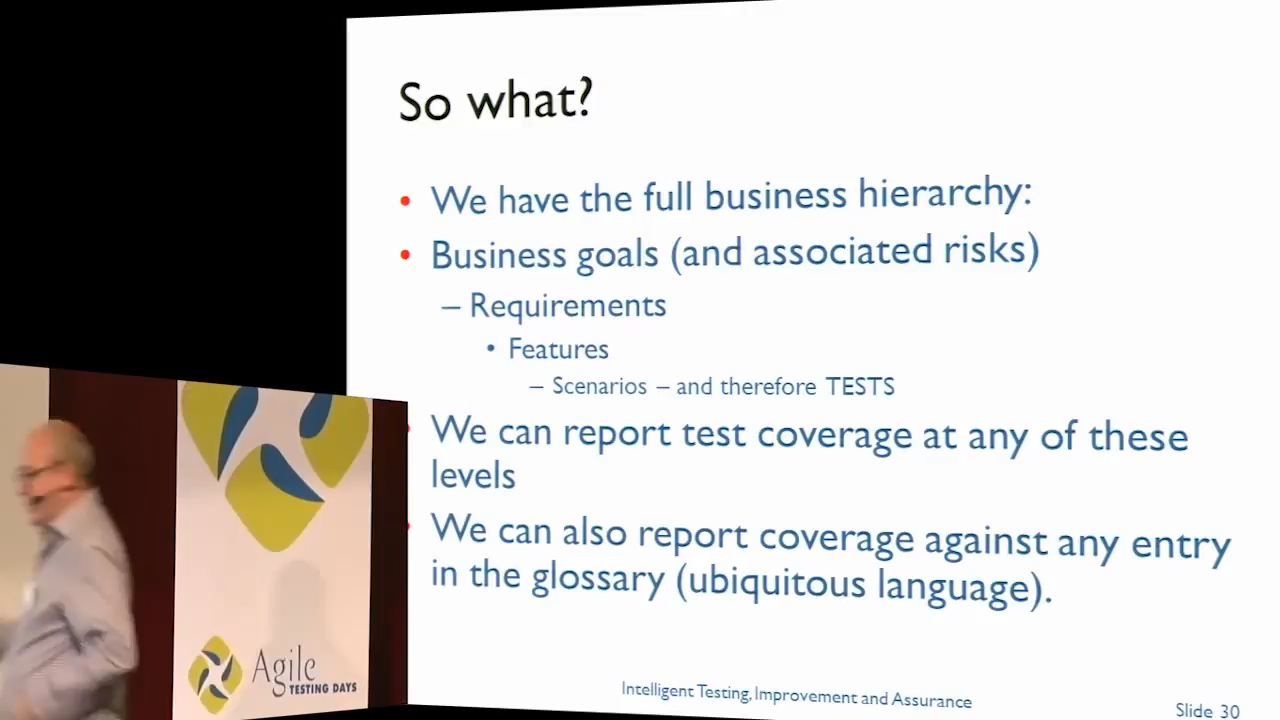 So what?
• We have the full business hierarchy:
• Business goals (and associated risks)
– Requirements
• Features
– Scenarios – and therefore TESTS
We can report test coverage at any of these
levels
We can also report coverage against any entry
in the glossary (ubiquitous language).
Intelligent Testing, Improvement and Assurance
Slide 30
Agile
TESTING DAYS